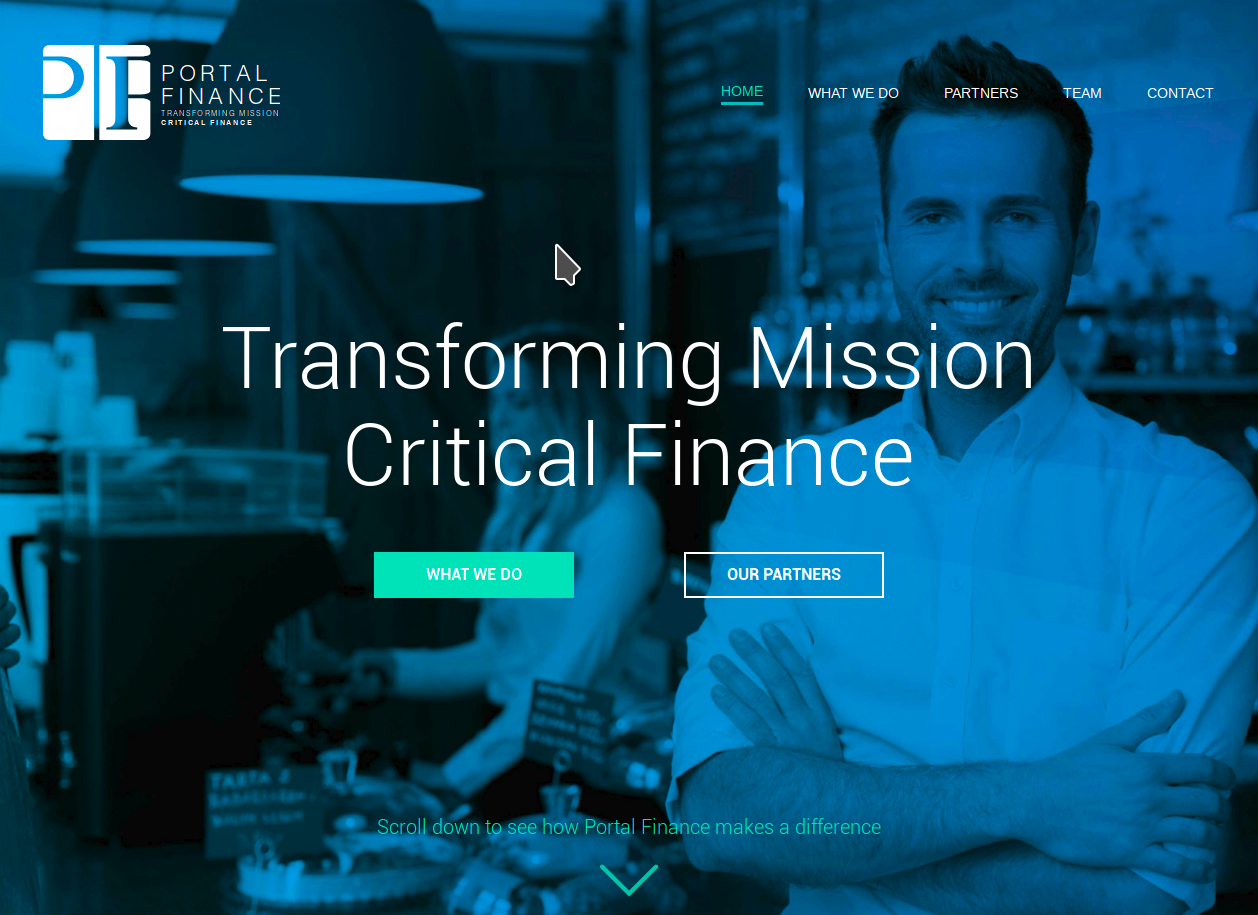 PORTAL
FINANCE
TRANSFORMING MISSION
CRITICAL FINANCE
HOME
WHAT WE DO
PARTNERS
TEAM
CONTACT
Transforming Mission
Critical Finance
WHAT WE DO
OUR PARTNERS
Scroll down to see how Portal Finance makes a difference